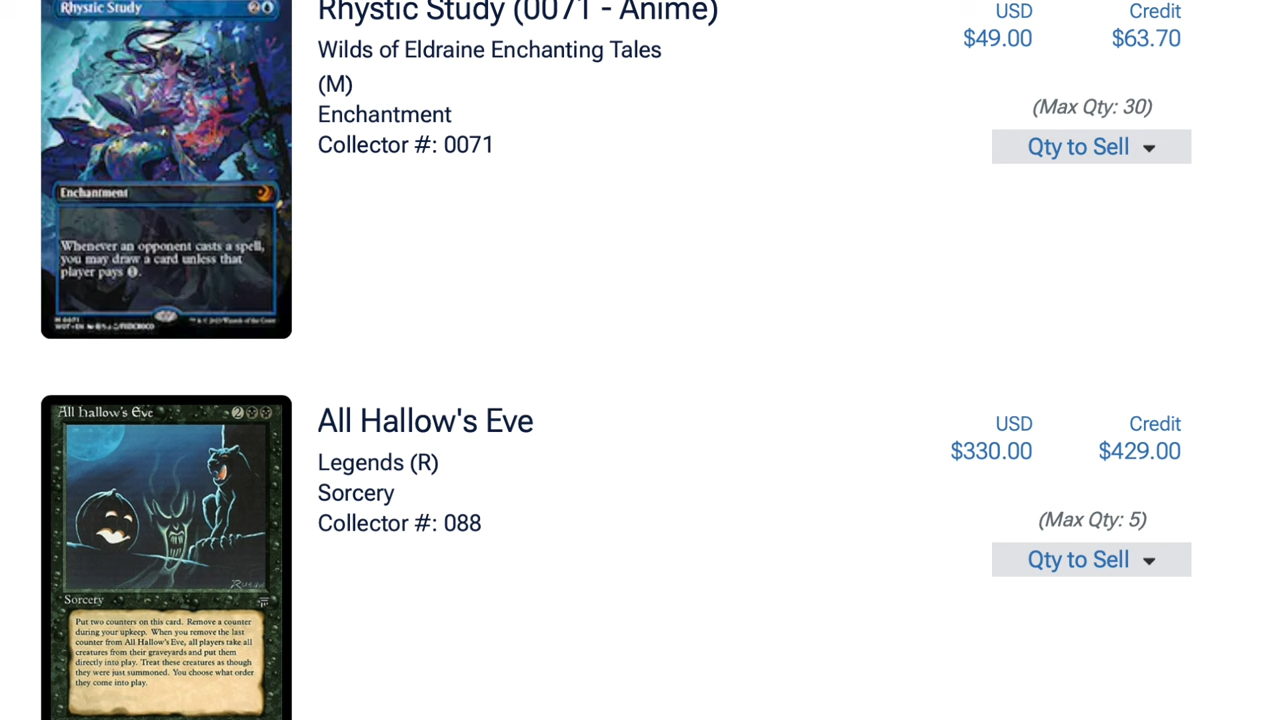 Rhystic Study
2
Rhystic Study (0071 - Anime)
Wilds of Eldraine Enchanting Tales
(M)
Enchantment
Collector #: 0071
USD
Credit
$49.00
$63.70
(Max Qty: 30)
Qty to Sell
Enchantment
Whenever an opponent casts a spell,
you may draw a card unless that
player pays 1.
M 0071
All Hallow's Eve
2
All Hallow's Eve
Legends (R)
Sorcery
Collector #: 088
USD
Credit
$330.00
$429.00
(Max Qty: 5)
Qty to Sell
Sorcery
Put two counters on this card. Remove a counter
during your upkeep. When you remove the last
counter from All Hallow's Eve, all players take all
creatures from their graveyards and put them
directly into play. Treat these creatures as though
they were just summoned. You choose what order
they come into play.